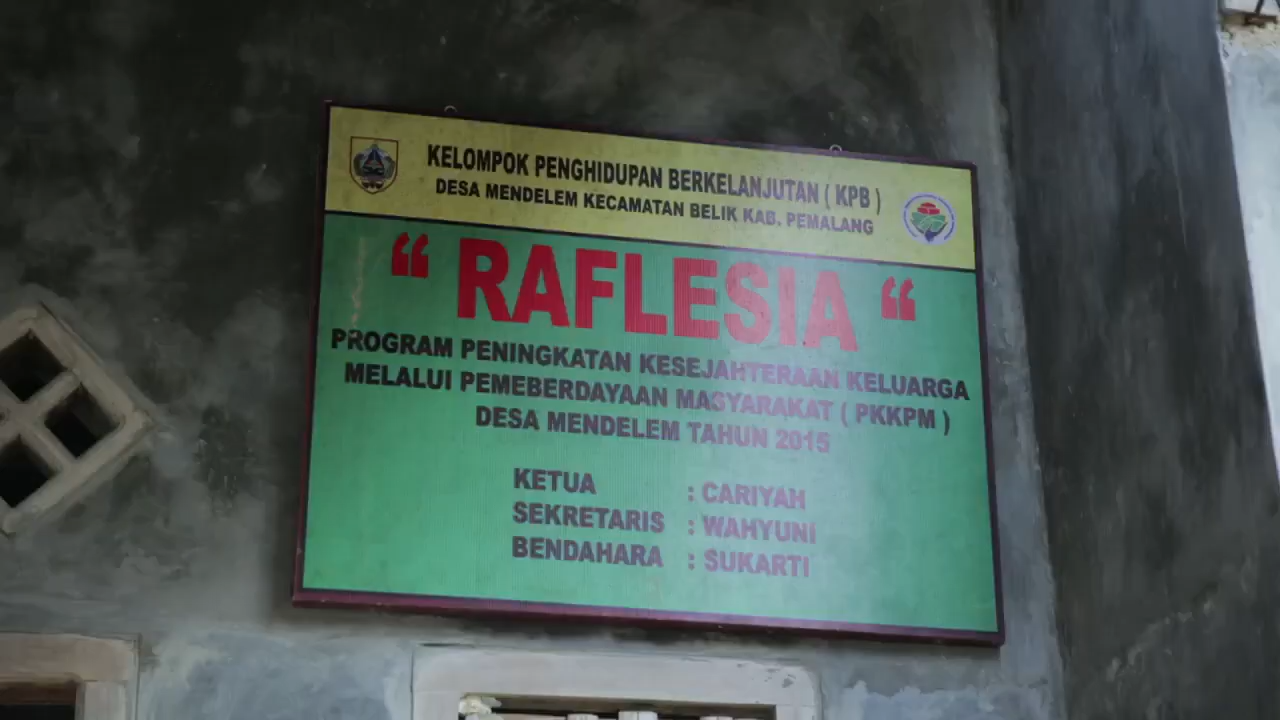 KELOMPOK PENGHIDUPAN BERKELANJUTAN ( KPB )
DESA MENDELEM KECAMATAN BELIK KAB. PEMALANG
“ RAFLESIA “
PROGRAM PENINGKATAN KESEJAHTERAAN KELUARGA
MELALUI PEMEBERDAYAAN MASYARAKAT ( PKKPM )
DESA MENDELEM TAHUN 2015
KETUA : CARIYAH
SEKRETARIS : WAHYUNI
BENDAHARA : SUKARTI